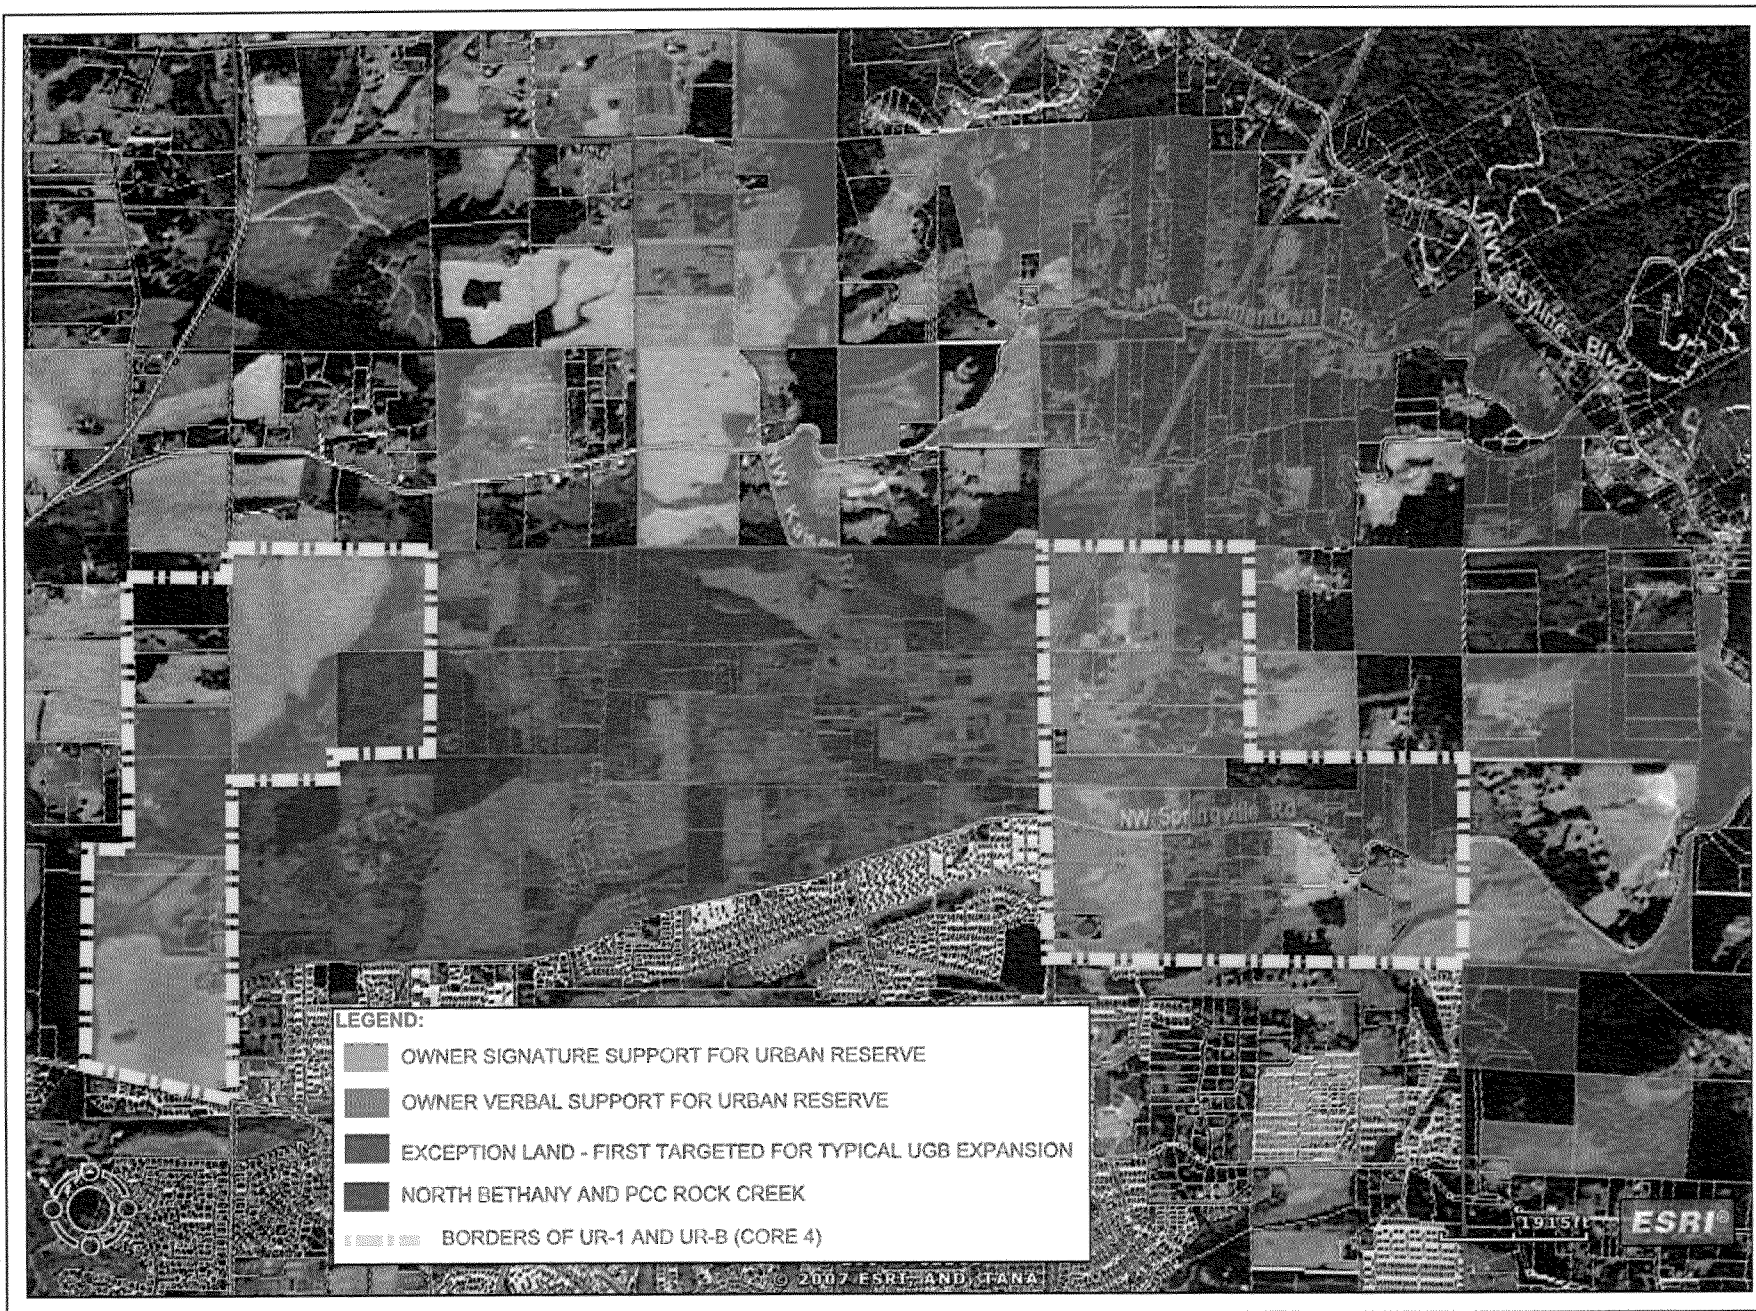 NW Skyline Blvd
NW Germantown Rd
NW
NW Springville Rd
LEGEND:
OWNER SIGNATURE SUPPORT FOR URBAN RESERVE
OWNER VERBAL SUPPORT FOR URBAN RESERVE
EXCEPTION LAND - FIRST TARGETED FOR TYPICAL UGB EXPANSION
NORTH BETHANY AND PCC ROCK CREEK
BORDERS OF UR-1 AND UR-B (CORE 4)
1915ft
ESRI®
© 2007 ESRI, AND, TANA